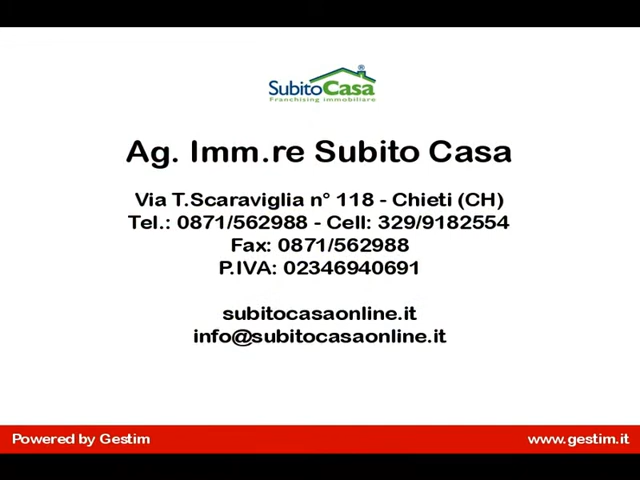 SubitoCasa®
Franchising immobiliare
Ag. Imm.re Subito Casa
Via T.Scaraviglia n° 118 - Chieti (CH)
Tel.: 0871/562988 - Cell: 329/9182554
Fax: 0871/562988
P.IVA: 02346940691
subitocasaonline.it
info@subitocasaonline.it
Powered by Gestim
www.gestim.it